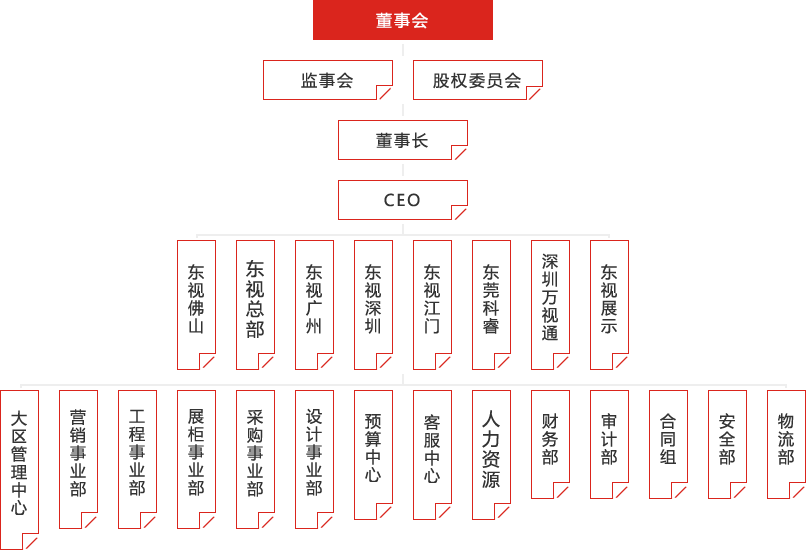 董事会
监事会
股权委员会
董事长
CEO
东视佛山
东视总部
东视广州
东视深圳
东视江门
东莞科睿
深圳万视通
东视展示
大区管理中心
营销事业部
工程事业部
展柜事业部
采购事业部
设计事业部
预算中心
客服中心
人力资源
财务部
审计部
合同组
安全部
物流部